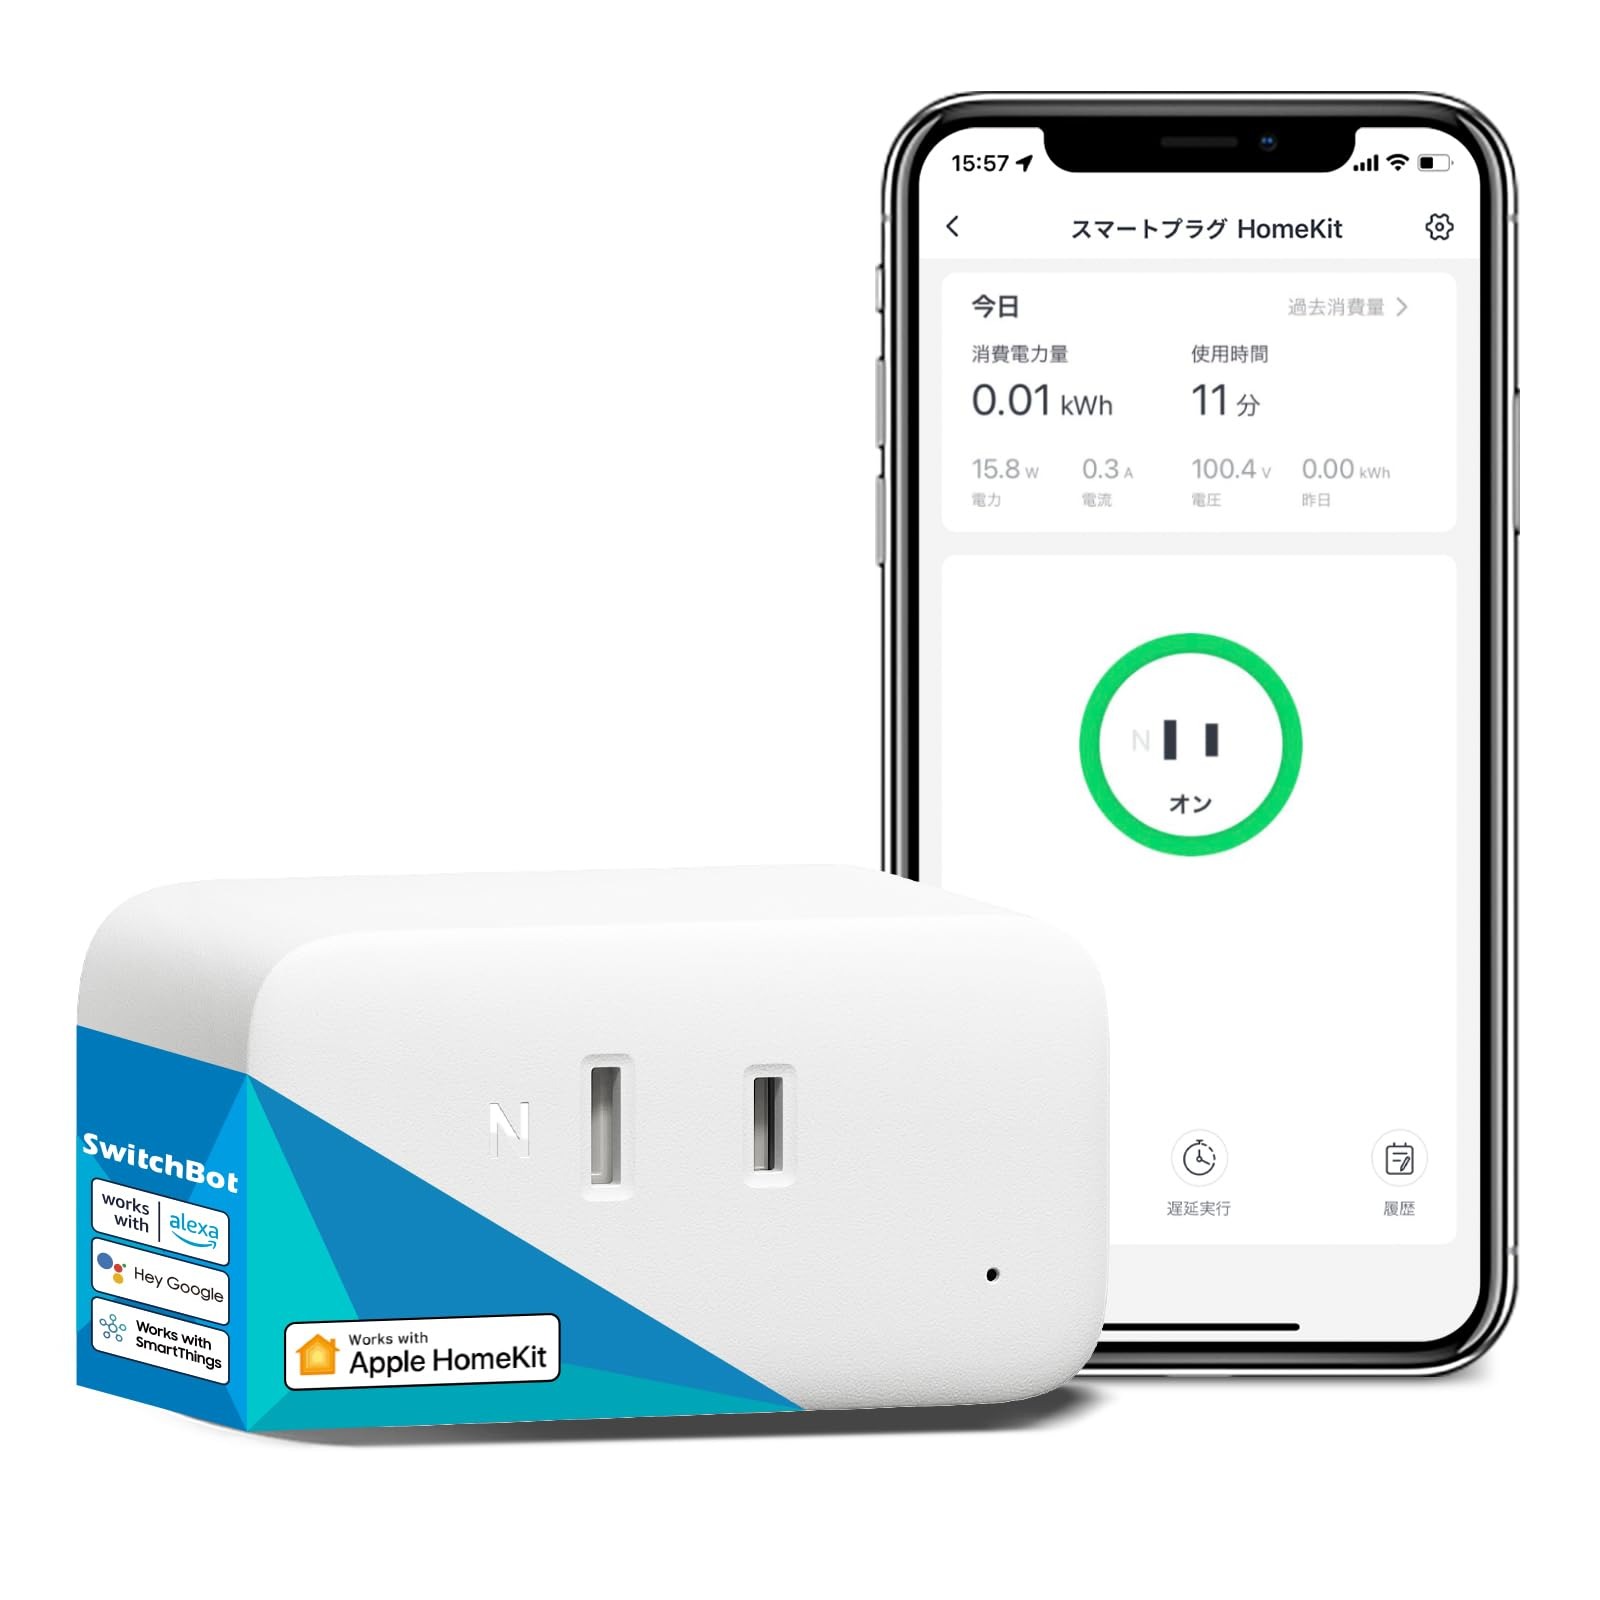 15:57
スマートプラグ HomeKit
今日 過去消費量
消費電力量 使用時間
0.01 kWh 11 分
15.8 W 0.3 A 100.4 V 0.00 kWh
電力 電流 電圧 昨日
N
オン
遅延実行 履歴
N
SwitchBot
works with alexa
Hey Google
Works with
SmartThings
Works with
Apple HomeKit